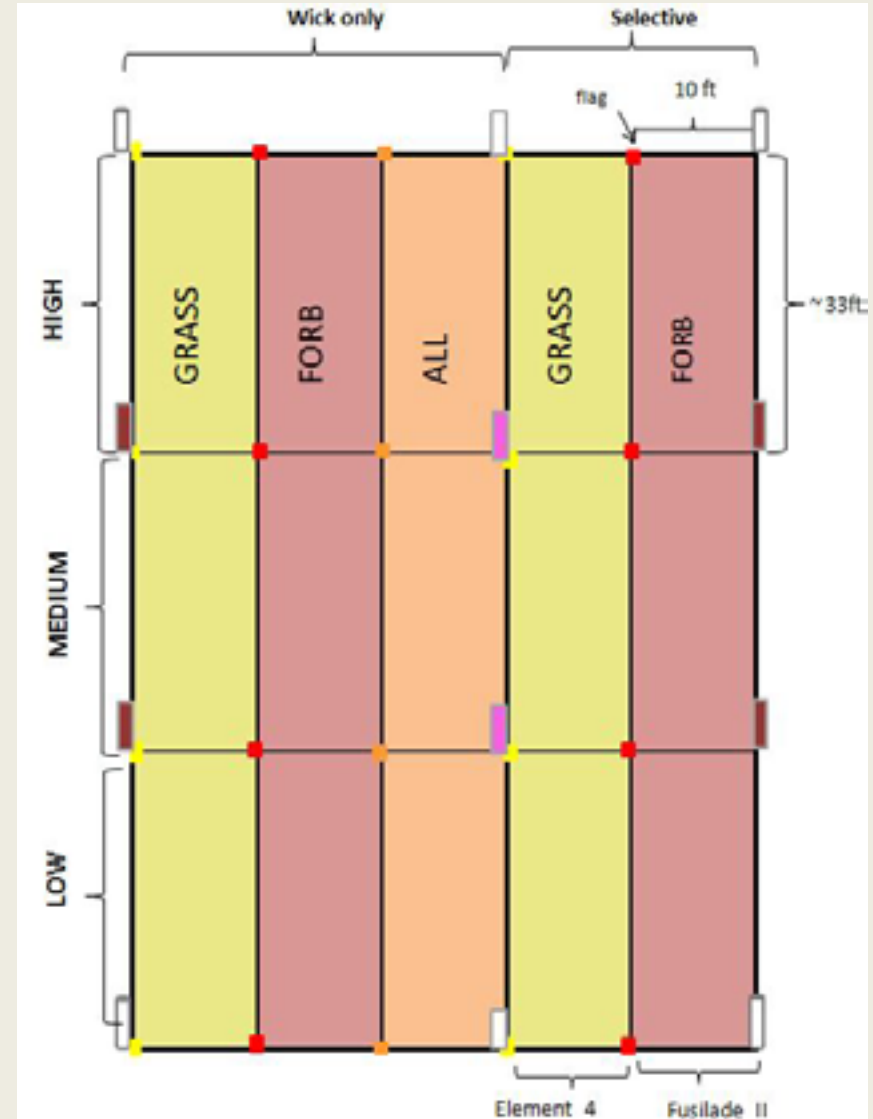 Wick only
Selective
flag
10 ft
HIGH
GRASS
FORB
ALL
GRASS
FORB
~33ft:
MEDIUM
LOW
Element 4
Fusilade II